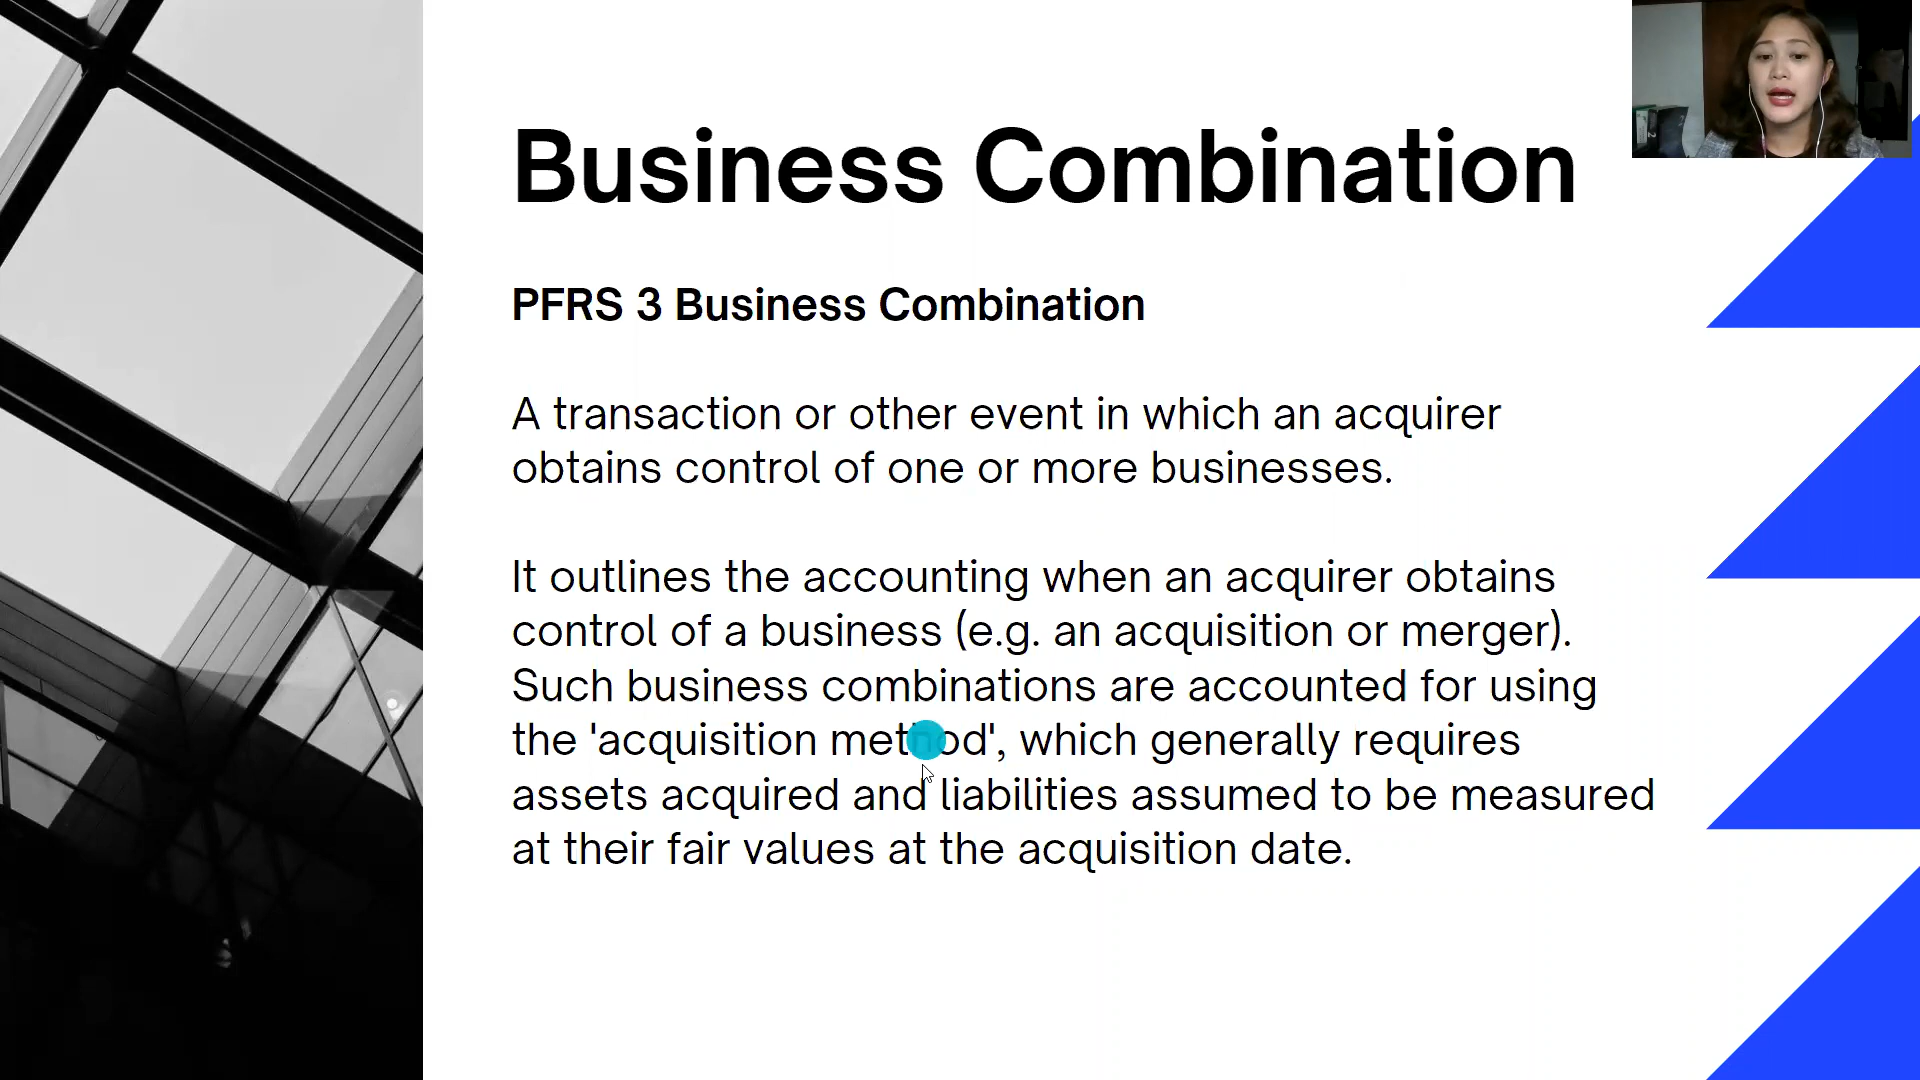 Business Combination
PFRS 3 Business Combination
A transaction or other event in which an acquirer
obtains control of one or more businesses.
It outlines the accounting when an acquirer obtains
control of a business (e.g. an acquisition or merger).
Such business combinations are accounted for using
the 'acquisition method', which generally requires
assets acquired and liabilities assumed to be measured
at their fair values at the acquisition date.